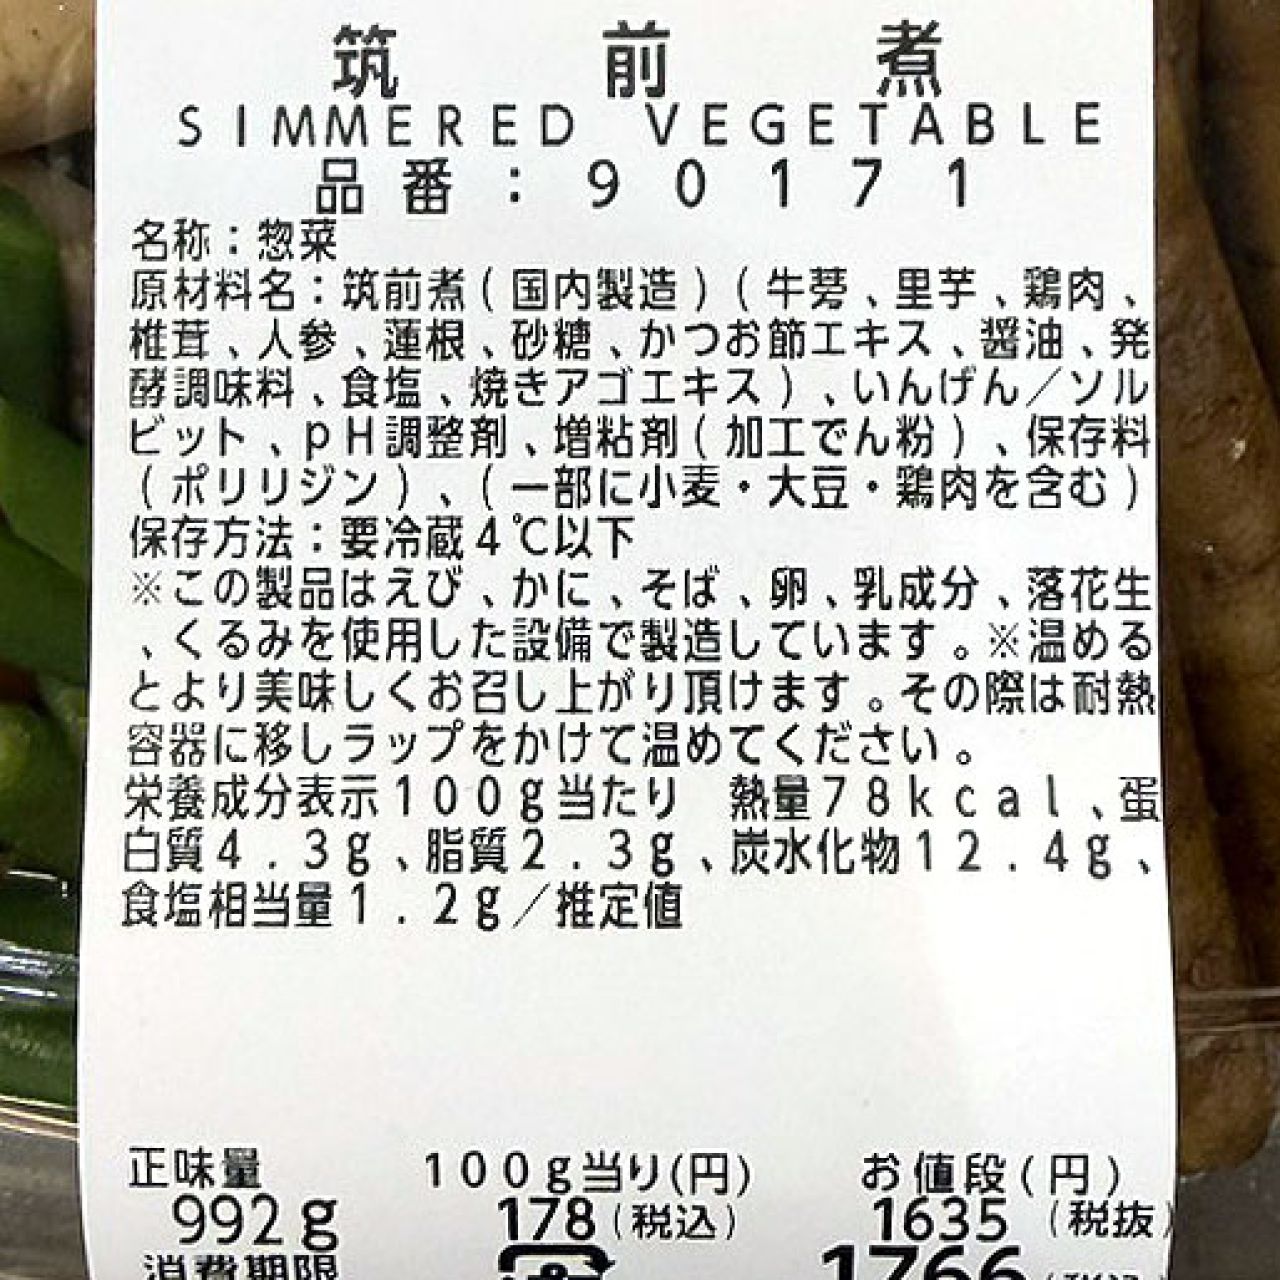 筑前煮
SIMMERED VEGETABLE
品番:90171
名称:惣菜
原材料名:筑前煮(国内製造)(牛蒡、里芋、鶏肉、
椎茸、人参、蓮根、砂糖、かつお節エキス、醤油、発
酵調味料、食塩、焼きアゴエキス)、いんげん/ソル
ビット、pH調整剤、増粘剤(加工でん粉)、保存料
(ポリリジン)、(一部に小麦・大豆・鶏肉を含む)
保存方法:要冷蔵4℃以下
※この製品はえび、かに、そば、卵、乳成分、落花生
、くるみを使用した設備で製造しています。※温める
とより美味しくお召し上がり頂けます。その際は耐熱
容器に移しラップをかけて温めてください。
栄養成分表示100g当たり 熱量78kcal、蛋
白質4.3g、脂質2.3g、炭水化物12.4g、
食塩相当量1.2g/推定値
正味量 100g当り(円) お値段(円)
992g 178(税込) 1635(税抜)
消費期限 1766(税込)